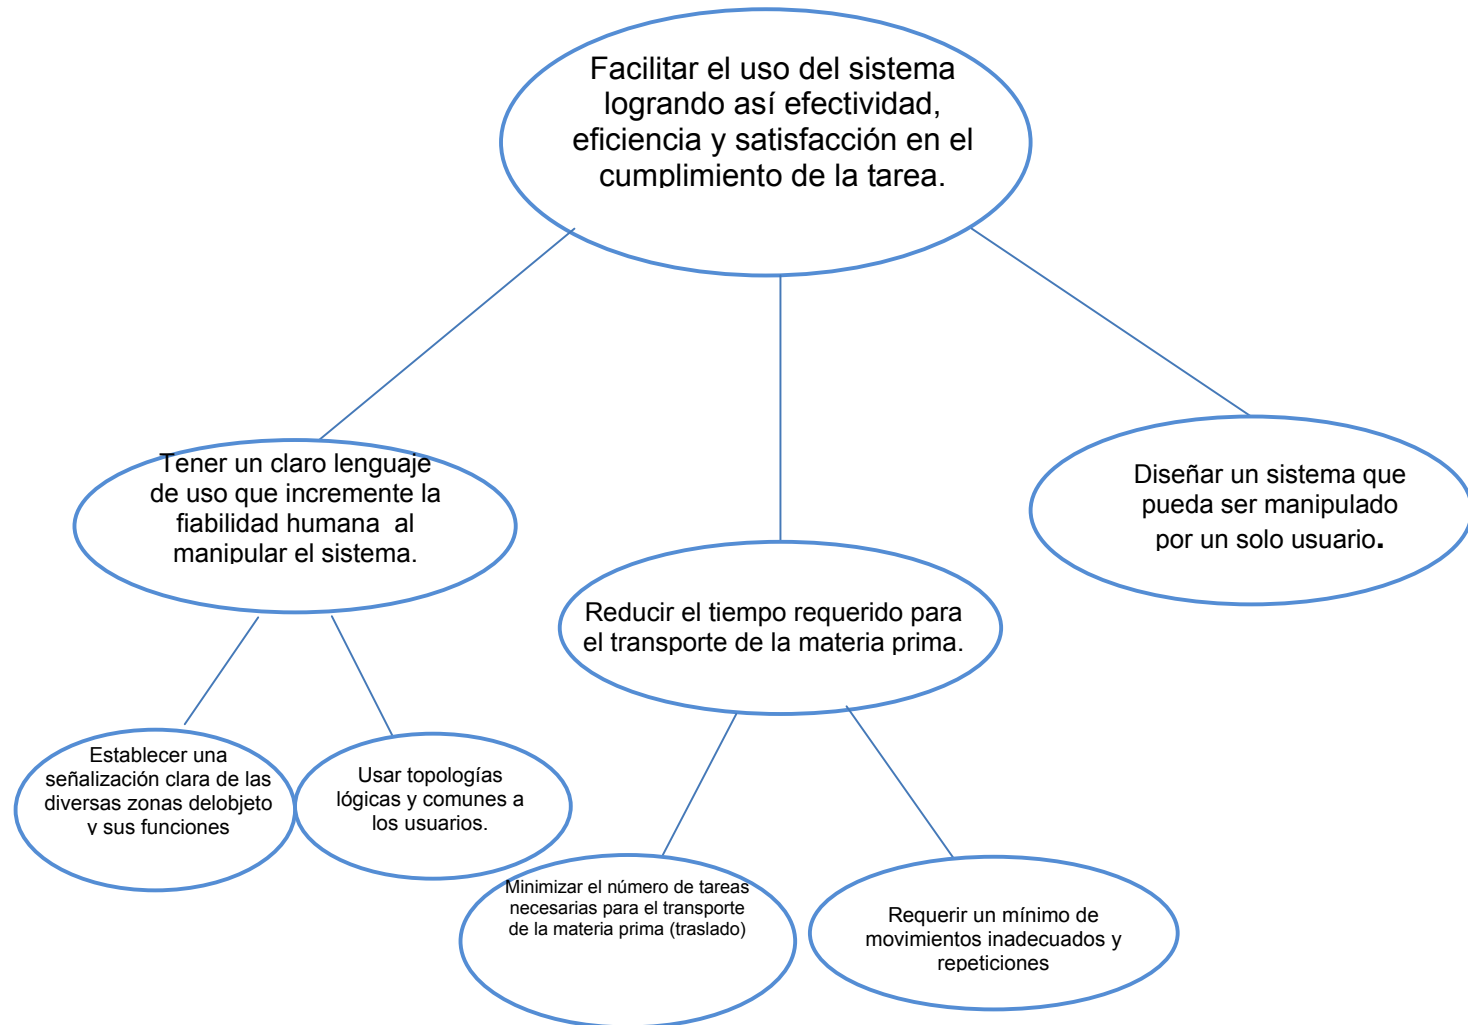 Facilitar el uso del sistema
logrando así efectividad,
eficiencia y satisfacción en el
cumplimiento de la tarea.
Tener un claro lenguaje
de uso que incremente la
fiabilidad humana al
manipular el sistema.
Diseñar un sistema que
pueda ser manipulado
por un solo usuario.
Reducir el tiempo requerido para
el transporte de la materia prima.
Establecer una
señalización clara de las
diversas zonas delobjeto
y sus funciones
Usar topologías
lógicas y comunes a
los usuarios.
Minimizar el número de tareas
necesarias para el transporte
de la materia prima (traslado)
Requerir un mínimo de
movimientos inadecuados y
repeticiones